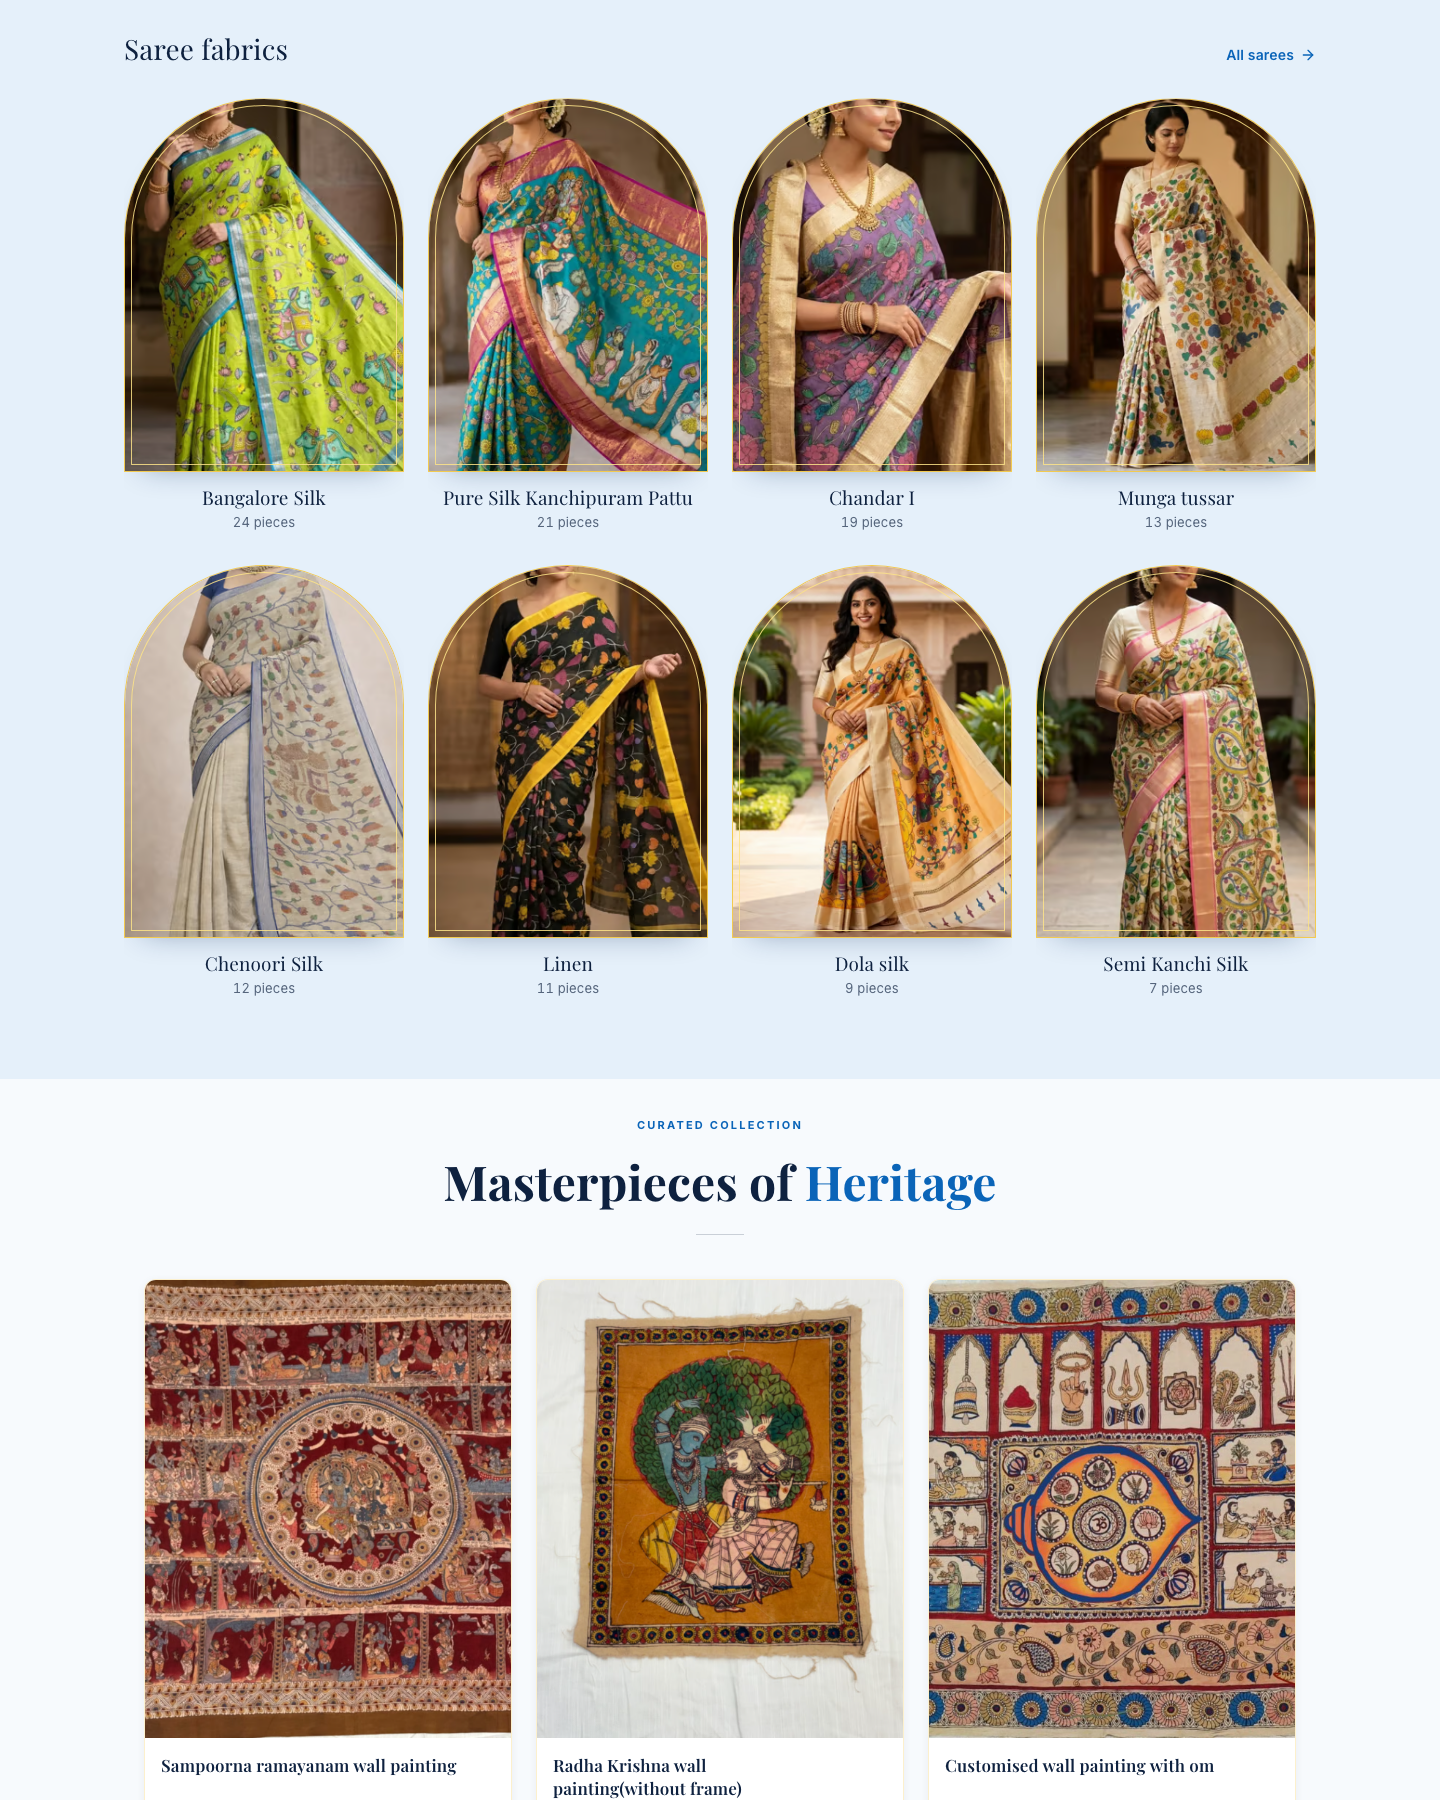 Saree fabrics
All sarees →
Bangalore Silk
24 pieces
Pure Silk Kanchipuram Pattu
21 pieces
Chandar I
19 pieces
Munga tussar
13 pieces
Chenoori Silk
12 pieces
Linen
11 pieces
Dola silk
9 pieces
Semi Kanchi Silk
7 pieces
CURATED COLLECTION
Masterpieces of Heritage
ॐ
Sampoorna ramayanam wall painting
Radha Krishna wall
painting(without frame)
Customised wall painting with om